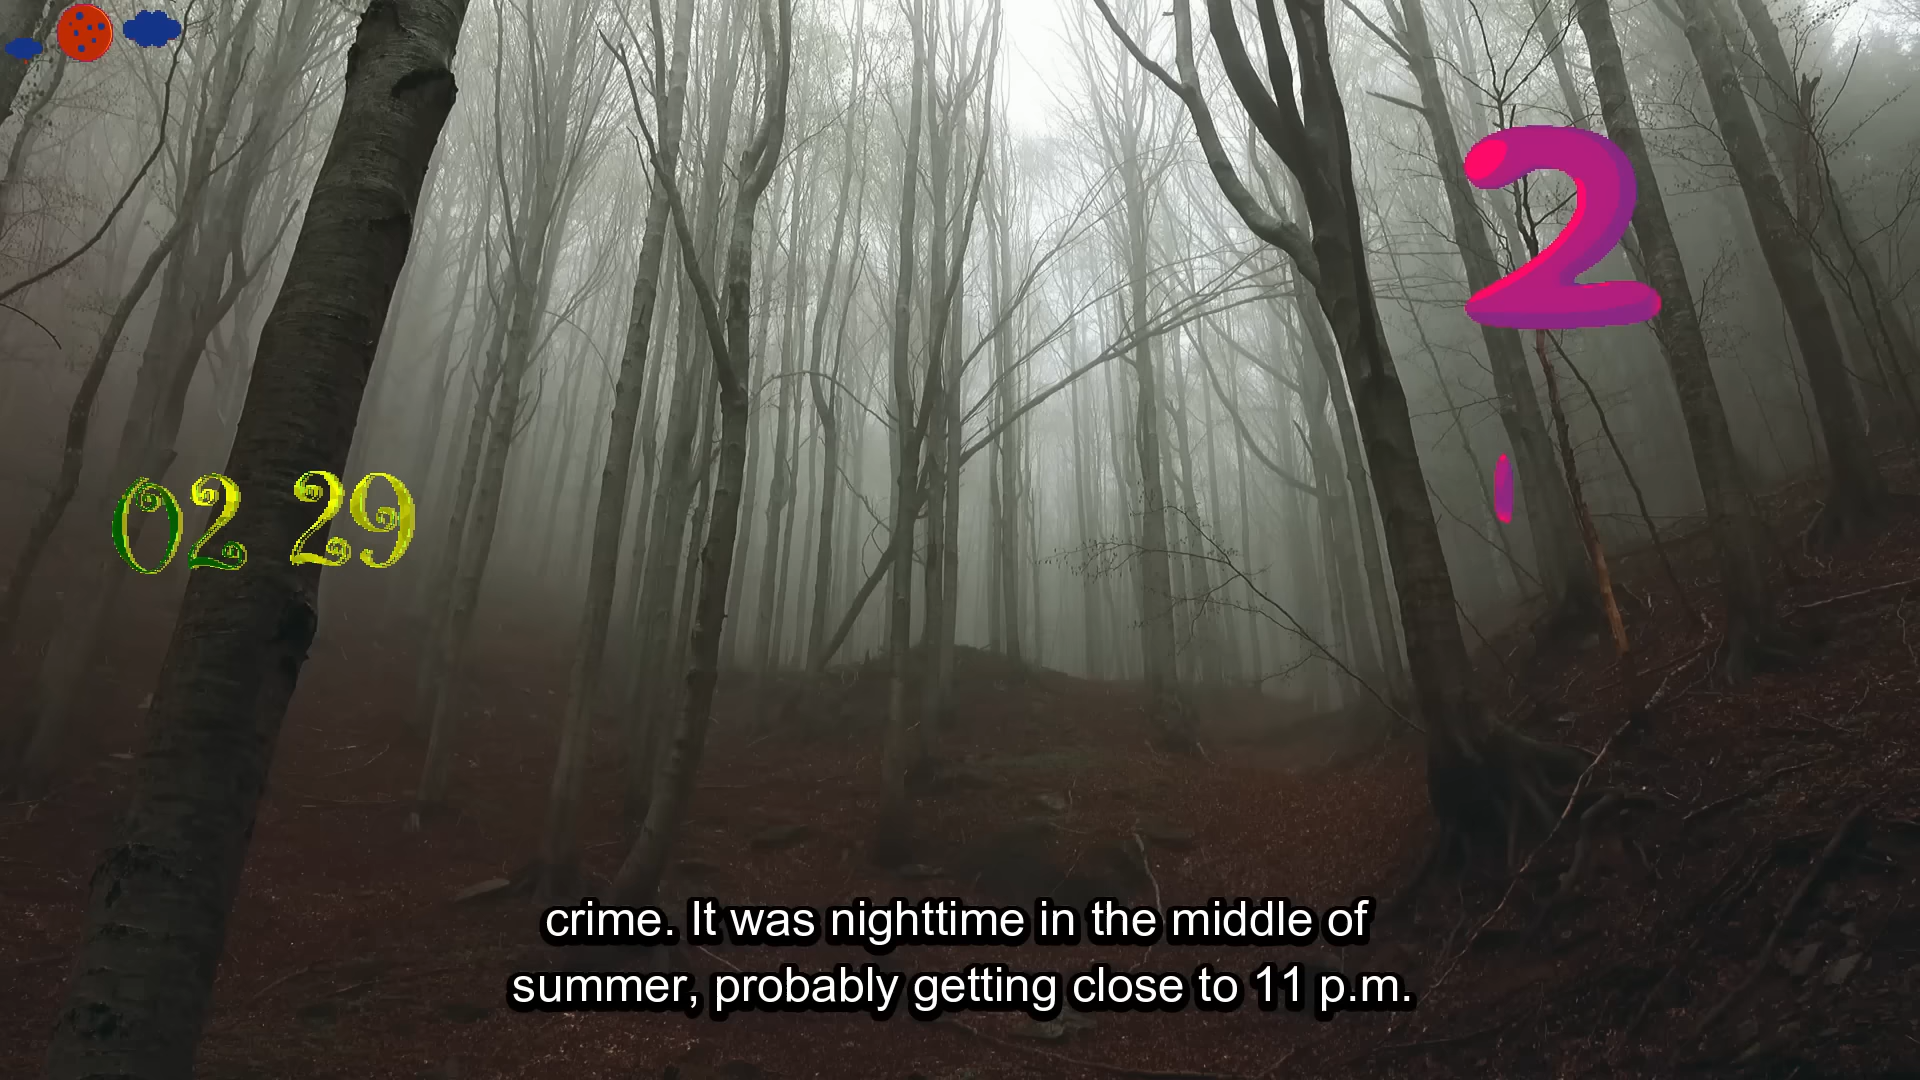 2
02 29
crime. It was nighttime in the middle of
summer, probably getting close to 11 p.m.